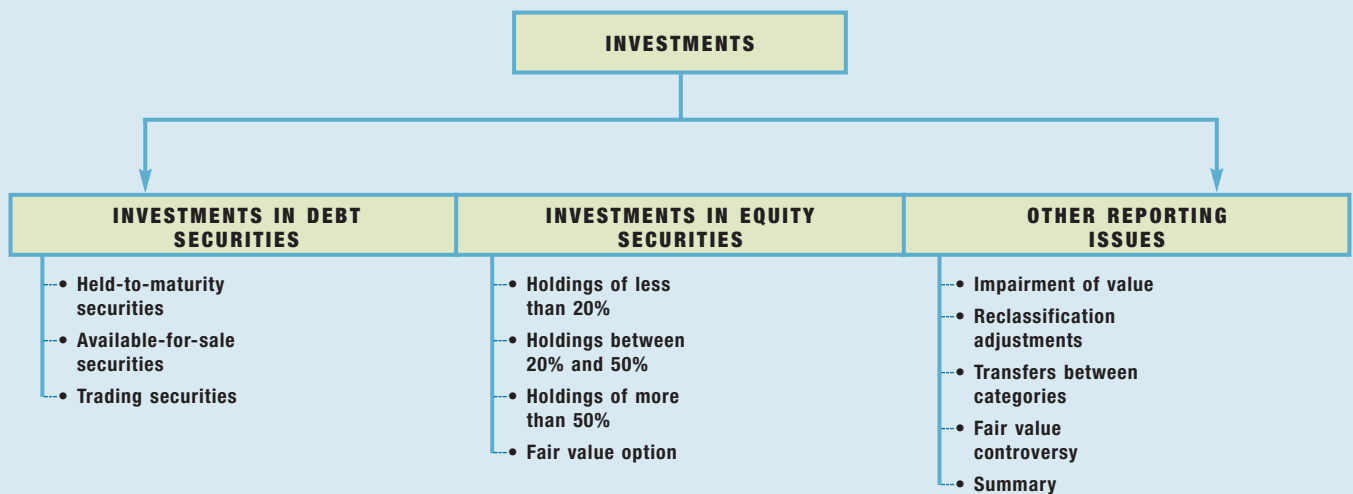 INVESTMENTS
INVESTMENTS IN DEBT
SECURITIES
• Held-to-maturity
securities
• Available-for-sale
securities
• Trading securities
INVESTMENTS IN EQUITY
SECURITIES
• Holdings of less
than 20%
• Holdings between
20% and 50%
• Holdings of more
than 50%
• Fair value option
OTHER REPORTING
ISSUES
• Impairment of value
• Reclassification
adjustments
• Transfers between
categories
• Fair value
controversy
• Summary